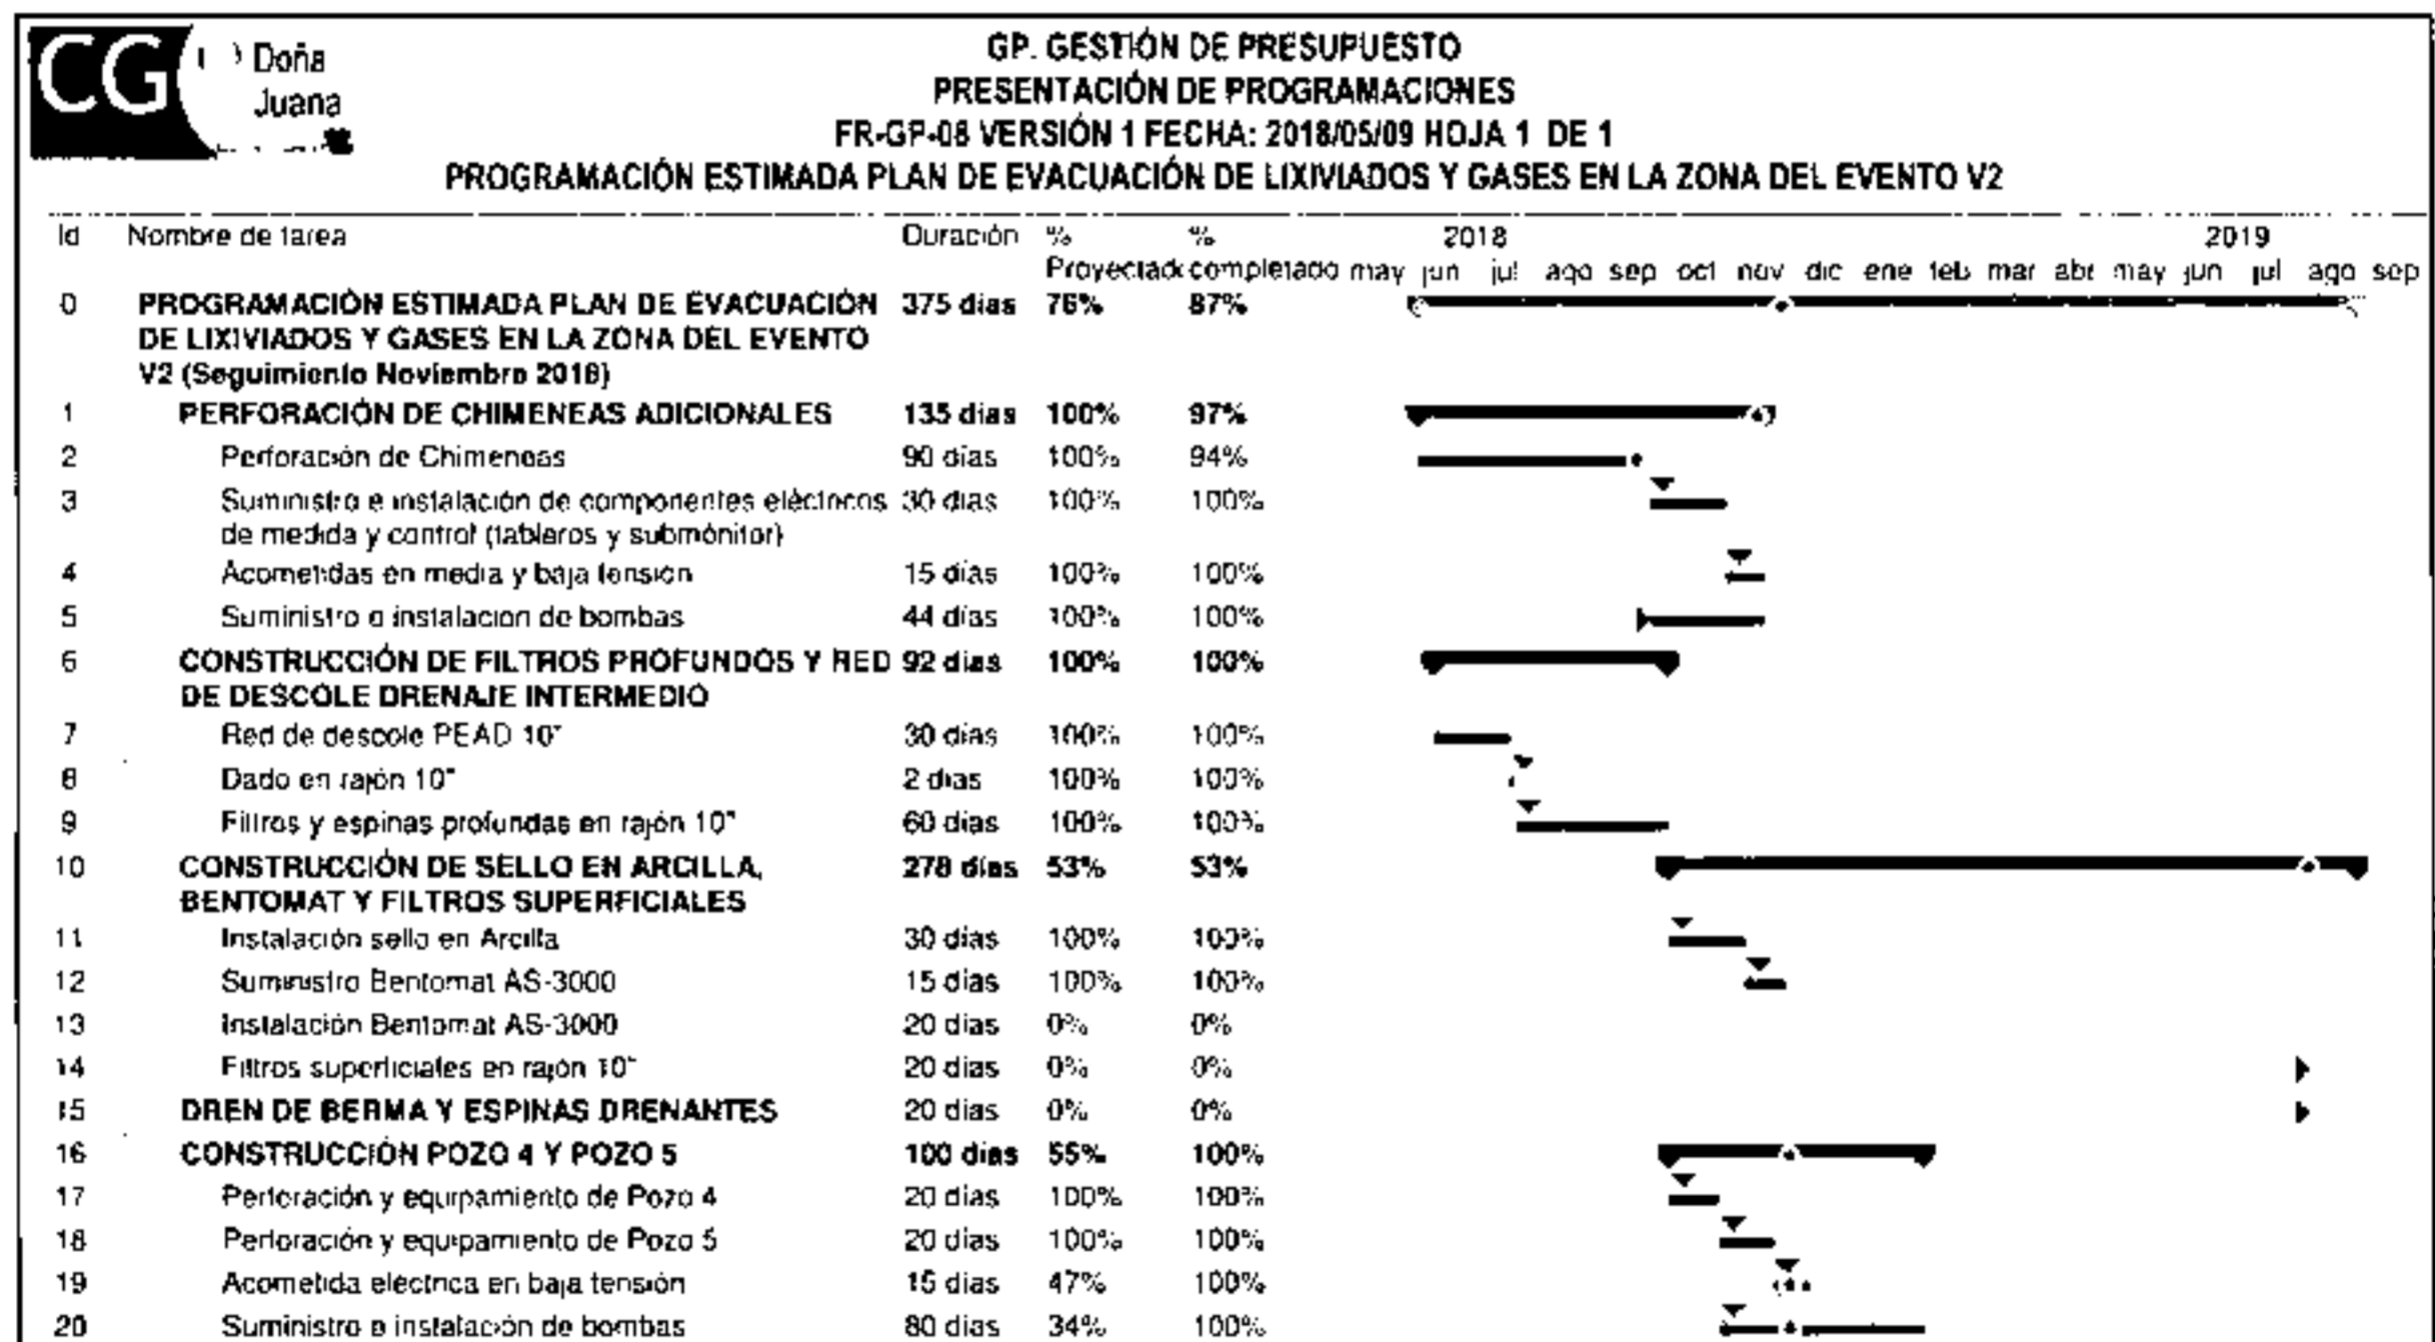 CG Doña
Juana
GP. GESTIÓN DE PRESUPUESTO
PRESENTACIÓN DE PROGRAMACIONES
FR-GP-08 VERSIÓN 1 FECHA: 2018/05/09 HOJA 1 DE 1
PROGRAMACIÓN ESTIMADA PLAN DE EVACUACIÓN DE LIXIVIADOS Y GASES EN LA ZONA DEL EVENTO V2
Id Nombre de tarea Duración % % 2018 2019
Proyectad completado may jun jul ago sep oct nov dic ene feb mar abr may jun jul ago sep
0 PROGRAMACIÓN ESTIMADA PLAN DE EVACUACIÓN 375 días 76% 87%
DE LIXIVIADOS Y GASES EN LA ZONA DEL EVENTO
V2 (Seguimiento Noviembre 2018)
1 PERFORACIÓN DE CHIMENEAS ADICIONALES 135 días 100% 97%
2 Perforación de Chimeneas 90 días 100% 94%
3 Suministro e instalación de componentes eléctricos 30 días 100% 100%
de medida y control (tableros y submónitor)
4 Acometidas en media y baja tensión 15 días 100% 100%
5 Suministro e instalación de bombas 44 días 100% 100%
6 CONSTRUCCIÓN DE FILTROS PROFUNDOS Y RED 92 días 100% 100%
DE DESCOLE DRENAJE INTERMEDIO
7 Red de descole PEAD 10" 30 días 100% 100%
8 Dado en rajón 10" 2 días 100% 100%
9 Filtros y espinas profundas en rajón 10" 60 días 100% 100%
10 CONSTRUCCIÓN DE SELLO EN ARCILLA, 278 días 53% 53%
BENTOMAT Y FILTROS SUPERFICIALES
11 Instalación sello en Arcilla 30 días 100% 100%
12 Suministro Bentomat AS-3000 15 días 100% 100%
13 Instalación Bentomat AS-3000 20 días 0% 0%
14 Filtros superficiales en rajón 10" 20 días 0% 0%
15 DREN DE BERMA Y ESPINAS DRENANTES 20 días 0% 0%
16 CONSTRUCCIÓN POZO 4 Y POZO 5 100 días 55% 100%
17 Perforación y equipamiento de Pozo 4 20 días 100% 100%
18 Perforación y equipamiento de Pozo 5 20 días 100% 100%
19 Acometida eléctrica en baja tensión 15 días 47% 100%
20 Suministro e instalación de bombas 80 días 34% 100%